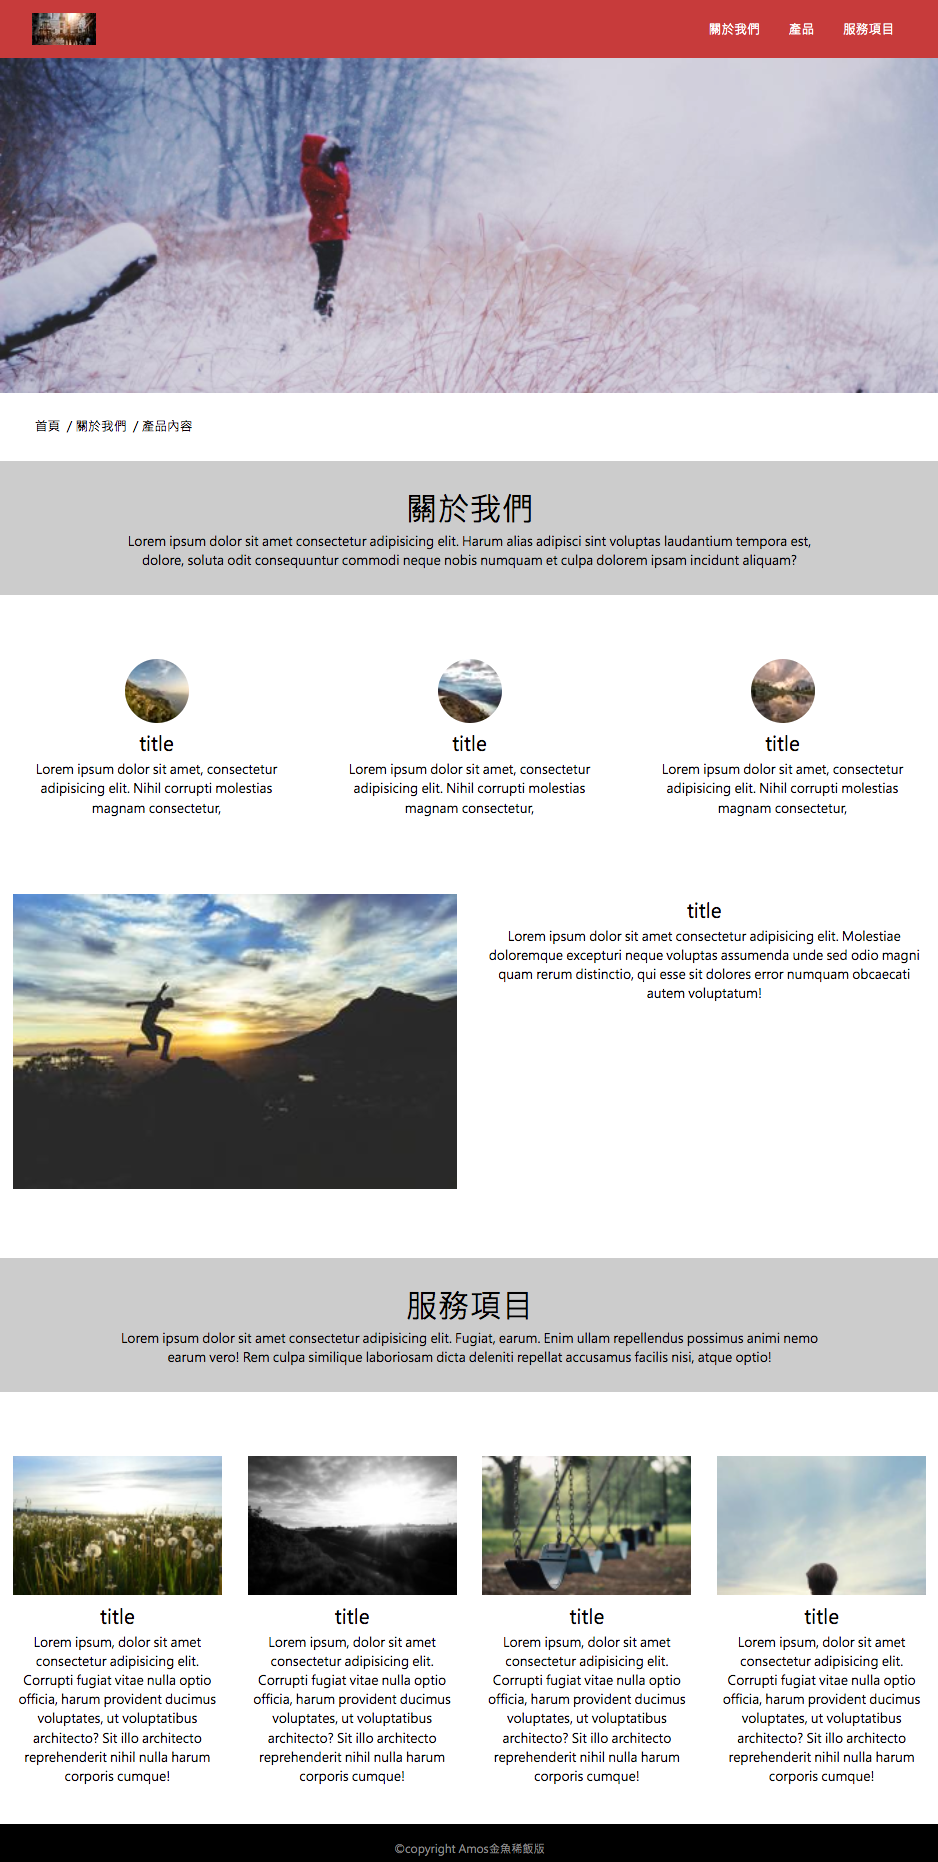 關於我們 產品 服務項目
首頁 / 關於我們 / 產品內容
關於我們
Lorem ipsum dolor sit amet consectetur adipisicing elit. Harum alias adipisci sint voluptas laudantium tempora est,
dolore, soluta odit consequuntur commodi neque nobis numquam et culpa dolorem ipsam incidunt aliquam?
title
Lorem ipsum dolor sit amet, consectetur
adipisicing elit. Nihil corrupti molestias
magnam consectetur,
title
Lorem ipsum dolor sit amet, consectetur
adipisicing elit. Nihil corrupti molestias
magnam consectetur,
title
Lorem ipsum dolor sit amet, consectetur
adipisicing elit. Nihil corrupti molestias
magnam consectetur,
title
Lorem ipsum dolor sit amet consectetur adipisicing elit. Molestiae
doloremque excepturi neque voluptas assumenda unde sed odio magni
quam rerum distinctio, qui esse sit dolores error numquam obcaecati
autem voluptatum!
服務項目
Lorem ipsum dolor sit amet consectetur adipisicing elit. Fugiat, earum. Enim ullam repellendus possimus animi nemo
earum vero! Rem culpa similique laboriosam dicta deleniti repellat accusamus facilis nisi, atque optio!
title
Lorem ipsum, dolor sit amet
consectetur adipisicing elit.
Corrupti fugiat vitae nulla optio
officia, harum provident ducimus
voluptates, ut voluptatibus
architecto? Sit illo architecto
reprehenderit nihil nulla harum
corporis cumque!
title
Lorem ipsum, dolor sit amet
consectetur adipisicing elit.
Corrupti fugiat vitae nulla optio
officia, harum provident ducimus
voluptates, ut voluptatibus
architecto? Sit illo architecto
reprehenderit nihil nulla harum
corporis cumque!
title
Lorem ipsum, dolor sit amet
consectetur adipisicing elit.
Corrupti fugiat vitae nulla optio
officia, harum provident ducimus
voluptates, ut voluptatibus
architecto? Sit illo architecto
reprehenderit nihil nulla harum
corporis cumque!
title
Lorem ipsum, dolor sit amet
consectetur adipisicing elit.
Corrupti fugiat vitae nulla optio
officia, harum provident ducimus
voluptates, ut voluptatibus
architecto? Sit illo architecto
reprehenderit nihil nulla harum
corporis cumque!
©copyright Amos金魚稀飯版